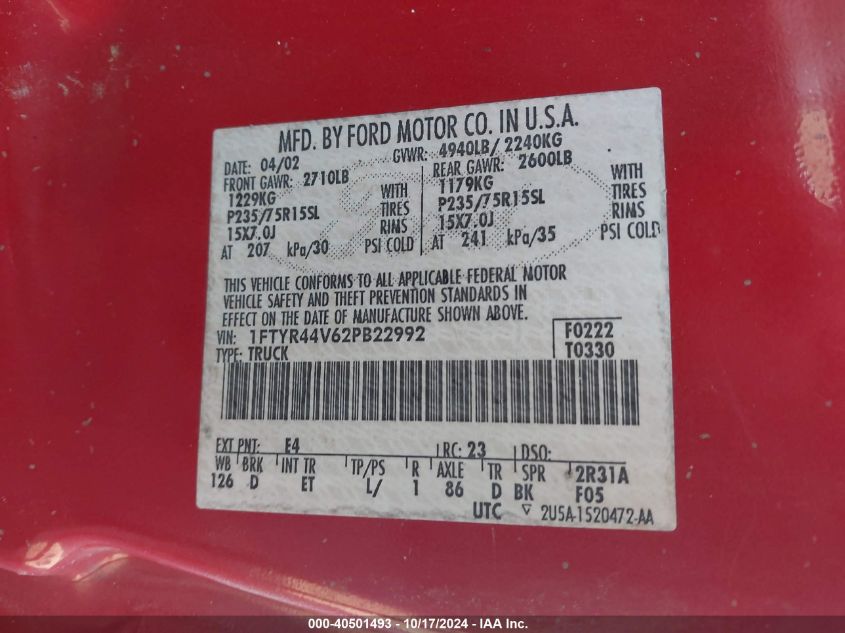 MFD. BY FORD MOTOR CO. IN U.S.A.
DATE: 04/02 GVWR: 4940LB/ 2240KG
FRONT GAWR: 2710LB REAR GAWR: 2600LB
1229KG WITH 1179KG WITH
P235/75R15SL TIRES P235/75R15SL TIRES
15X7.0J RIMS 15X7.0J RIMS
AT 207 kPa/30 PSI COLD AT 241 kPa/35 PSI COLD
THIS VEHICLE CONFORMS TO ALL APPLICABLE FEDERAL MOTOR
VEHICLE SAFETY AND THEFT PREVENTION STANDARDS IN
EFFECT ON THE DATE OF MANUFACTURE SHOWN ABOVE.
VIN: 1FTYR44V62PB22992 F0222
TYPE: TRUCK T0330
EXT PNT: E4 RC: 23 DSO:
WB BRK INT TR TP/PS R AXLE TR SPR 2R31A
126 D ET L/ 1 86 D BK F05
UTC ▽ 2U5A-1520472-AA
000-40501493 - 10/17/2024 - IAA Inc.